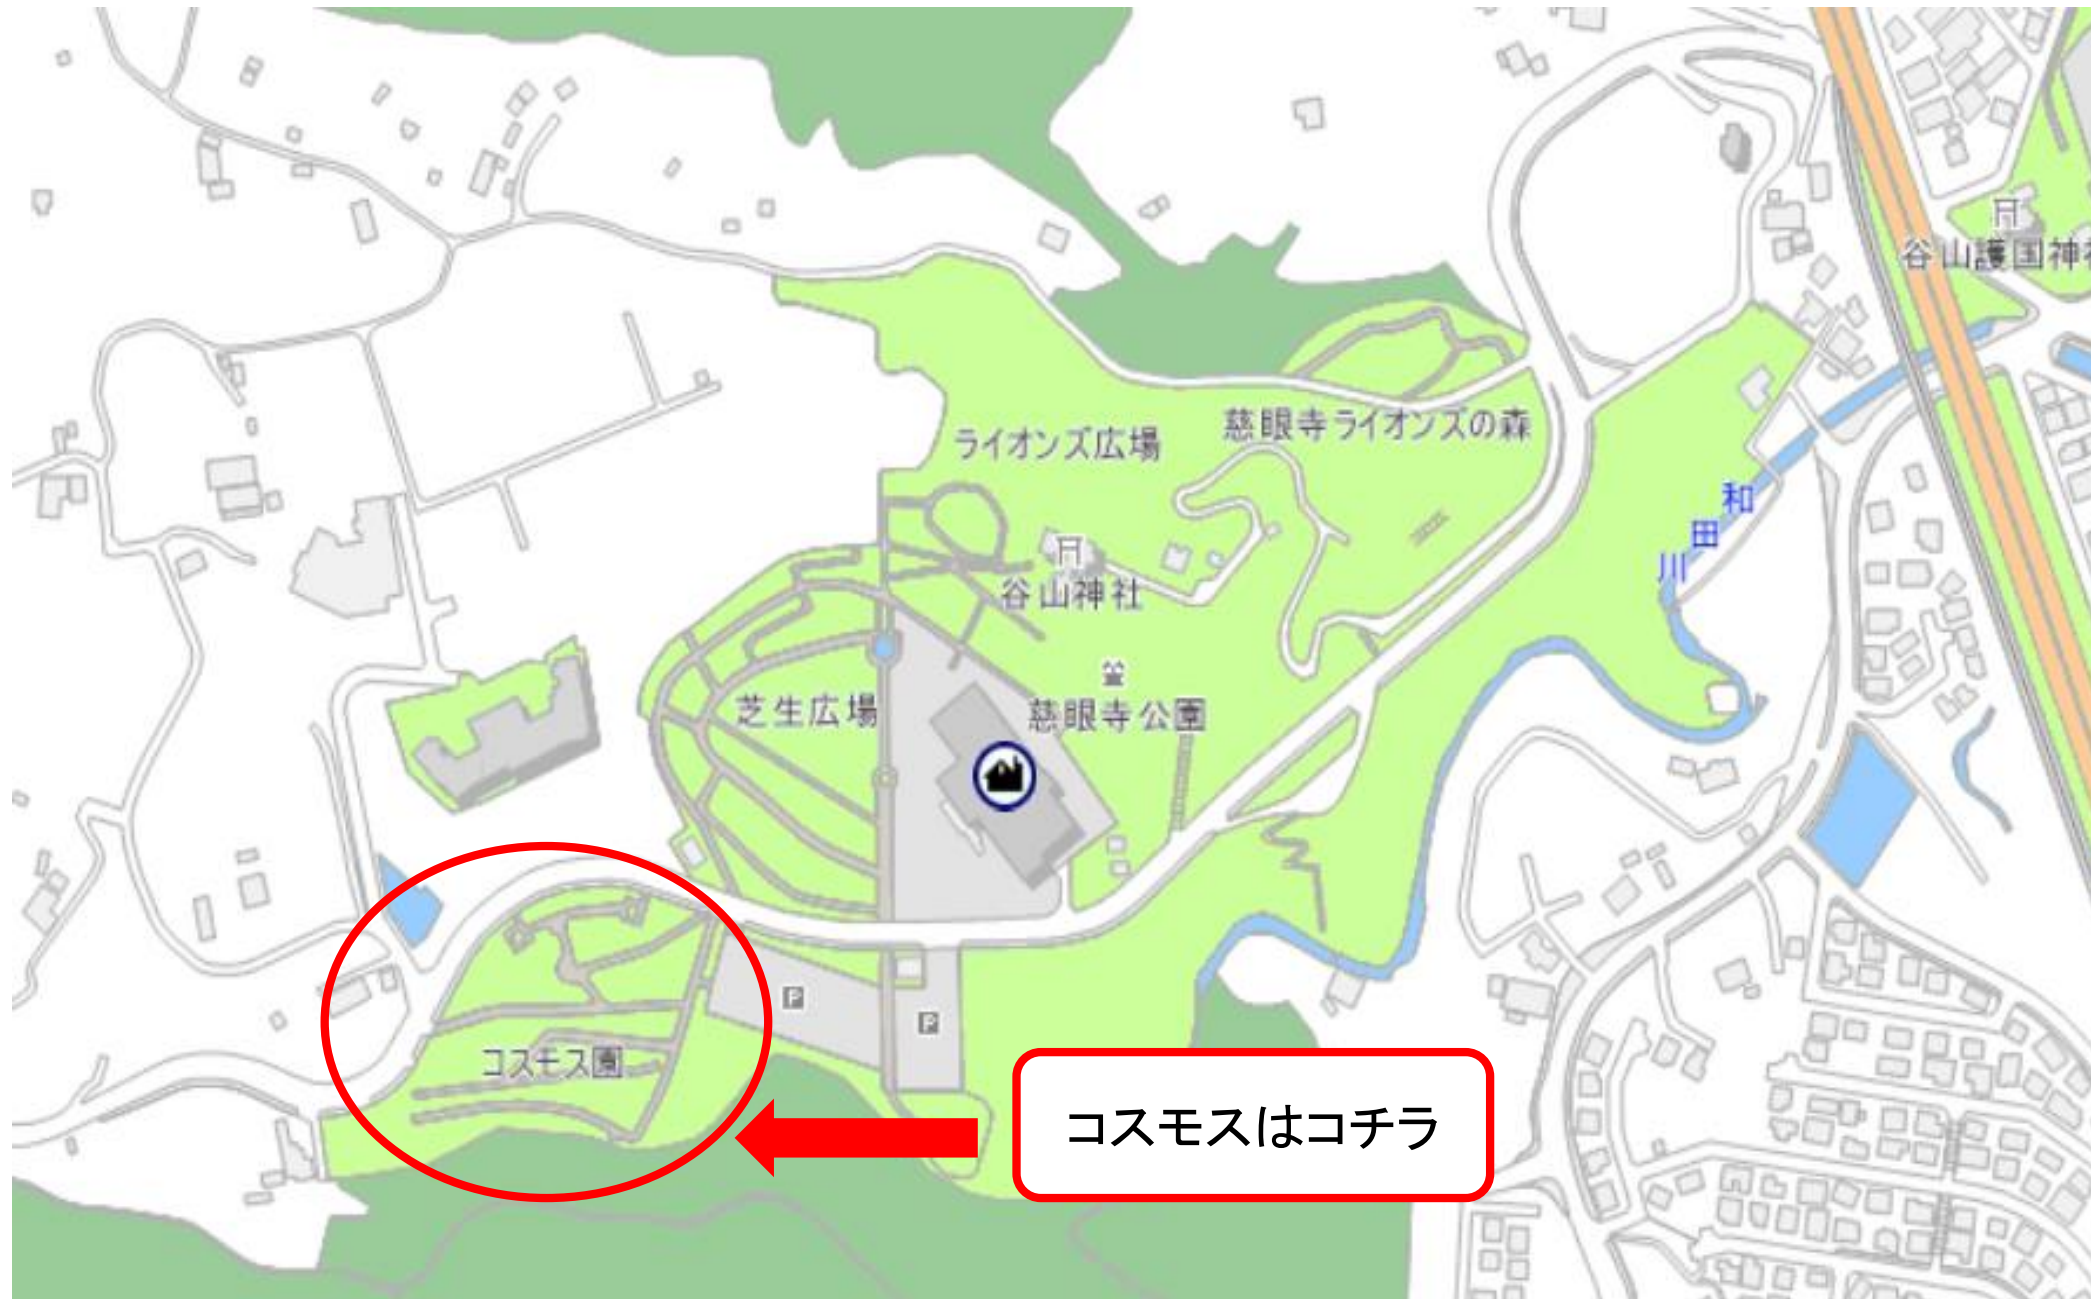 谷山護国神
ライオンズ広場
慈眼寺ライオンズの森
和田川
谷山神社
芝生広場
慈眼寺公園
P
P
コスモス園
コスモスはコチラ